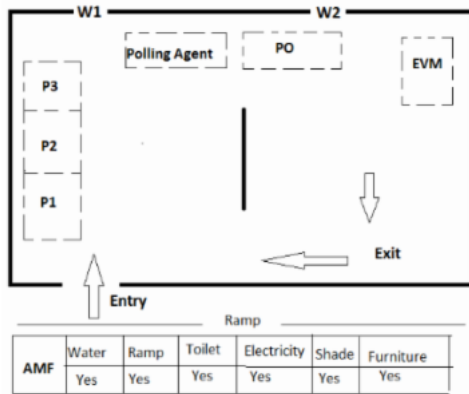 W1 W2
Polling Agent PO EVM
P3
P2
P1
Exit
Entry
Ramp
AMF Water Ramp Toilet Electricity Shade Furniture
Yes Yes Yes Yes Yes Yes